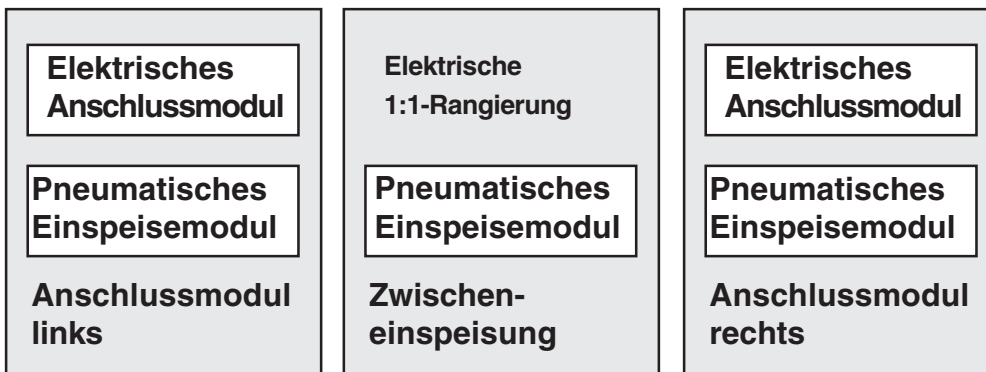 Elektrisches
Anschlussmodul
Pneumatisches
Einspeisemodul
Anschlussmodul
links
Elektrische
1:1-Rangierung
Pneumatisches
Einspeisemodul
Zwischen-
einspeisung
Elektrisches
Anschlussmodul
Pneumatisches
Einspeisemodul
Anschlussmodul
rechts